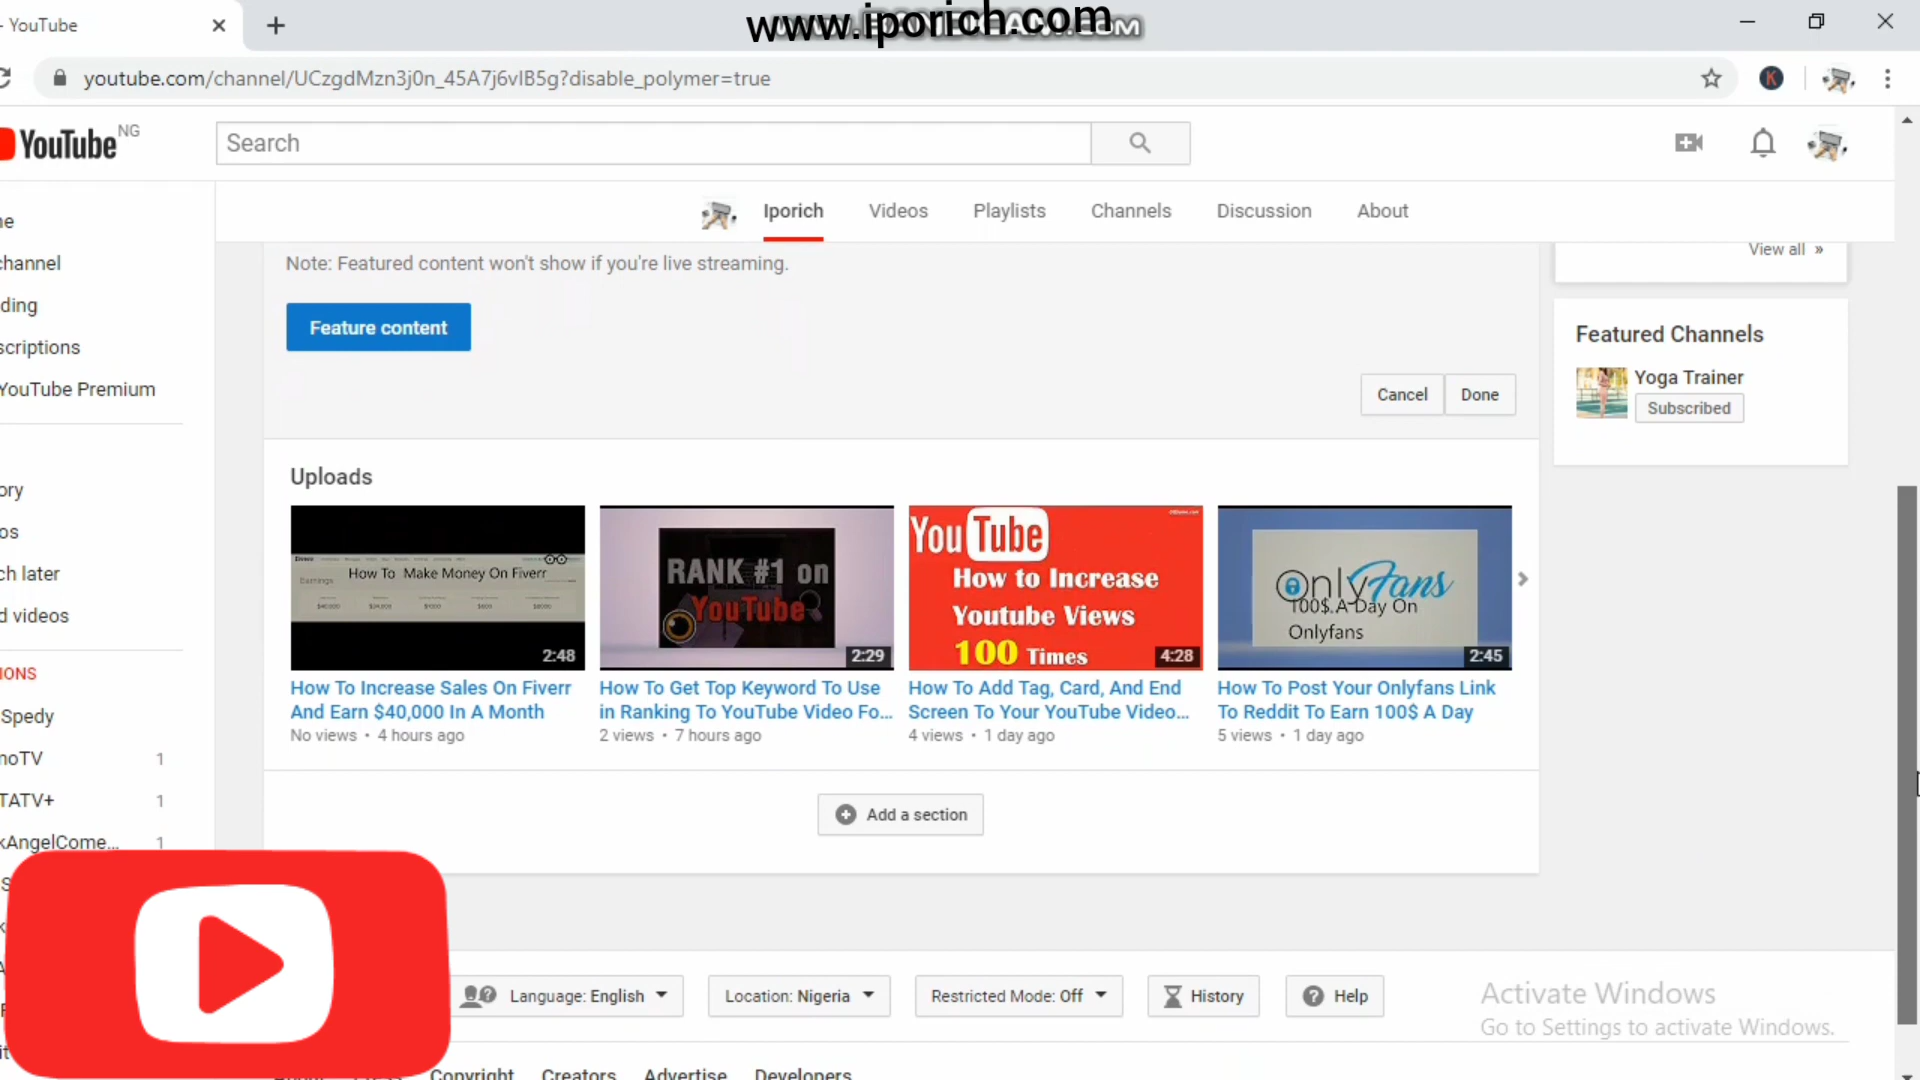 - YouTube
www.iporich.com
youtube.com/channel/UCzgdMzn3j0n_45A7j6vIB5g?disable_polymer=true
YouTube NG
Search
Iporich Videos Playlists Channels Discussion About
Note: Featured content won't show if you're live streaming.
View all »
Feature content
Featured Channels
Yoga Trainer
Subscribed
Cancel Done
YouTube Premium
Uploads
How To Make Money On Fiverr
Earnings
2:48
RANK #1 on
YouTube
2:29
YouTube
How to Increase
Youtube Views
100 Times
4:28
OnlyFans
100$ A Day On
Onlyfans
2:45
How To Increase Sales On Fiverr
And Earn $40,000 In A Month
No views • 4 hours ago
How To Get Top Keyword To Use
in Ranking To YouTube Video Fo...
2 views • 7 hours ago
How To Add Tag, Card, And End
Screen To Your YouTube Video...
4 views • 1 day ago
How To Post Your Onlyfans Link
To Reddit To Earn 100$ A Day
5 views • 1 day ago
Add a section
ne
channel
ding
scriptions
ory
os
ch later
d videos
IONS
Spedy
noTV 1
TATV+ 1
kAngelCome... 1
Language: English
Location: Nigeria
Restricted Mode: Off
History
Help
Activate Windows
Go to Settings to activate Windows.
Copyright Creators Advertise Developers